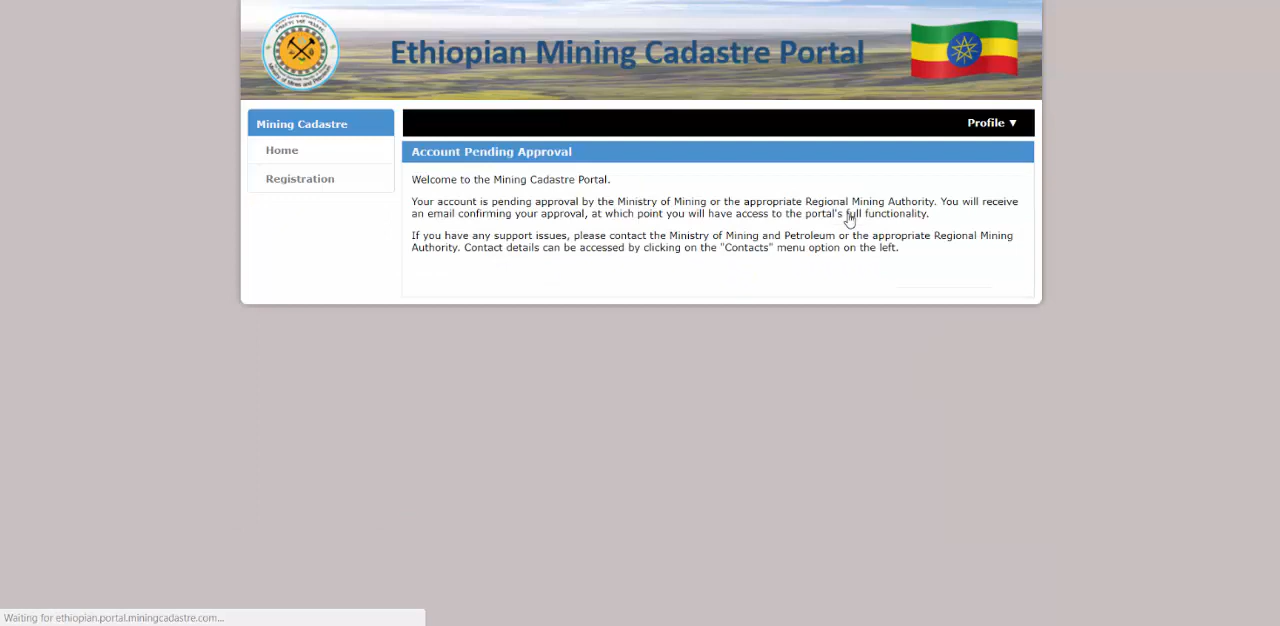 Ethiopian Mining Cadastre Portal
Mining Cadastre
Home
Registration
Profile ▼
Account Pending Approval
Welcome to the Mining Cadastre Portal.
Your account is pending approval by the Ministry of Mining or the appropriate Regional Mining Authority. You will receive
an email confirming your approval, at which point you will have access to the portal's full functionality.
If you have any support issues, please contact the Ministry of Mining and Petroleum or the appropriate Regional Mining
Authority. Contact details can be accessed by clicking on the "Contacts" menu option on the left.
Waiting for ethiopian.portal.miningcadastre.com...